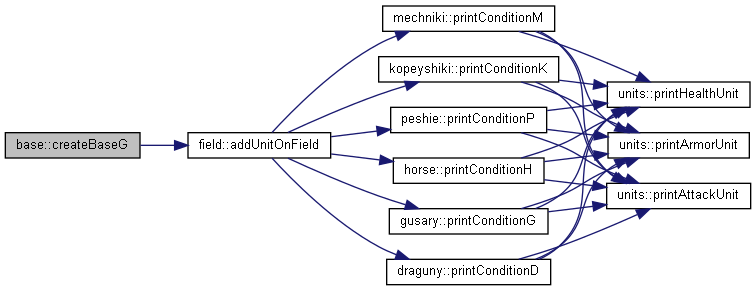 base::createBaseG
field::addUnitOnField
mechniki::printConditionM
kopeyshiki::printConditionK
peshie::printConditionP
horse::printConditionH
gusary::printConditionG
draguny::printConditionD
units::printHealthUnit
units::printArmorUnit
units::printAttackUnit